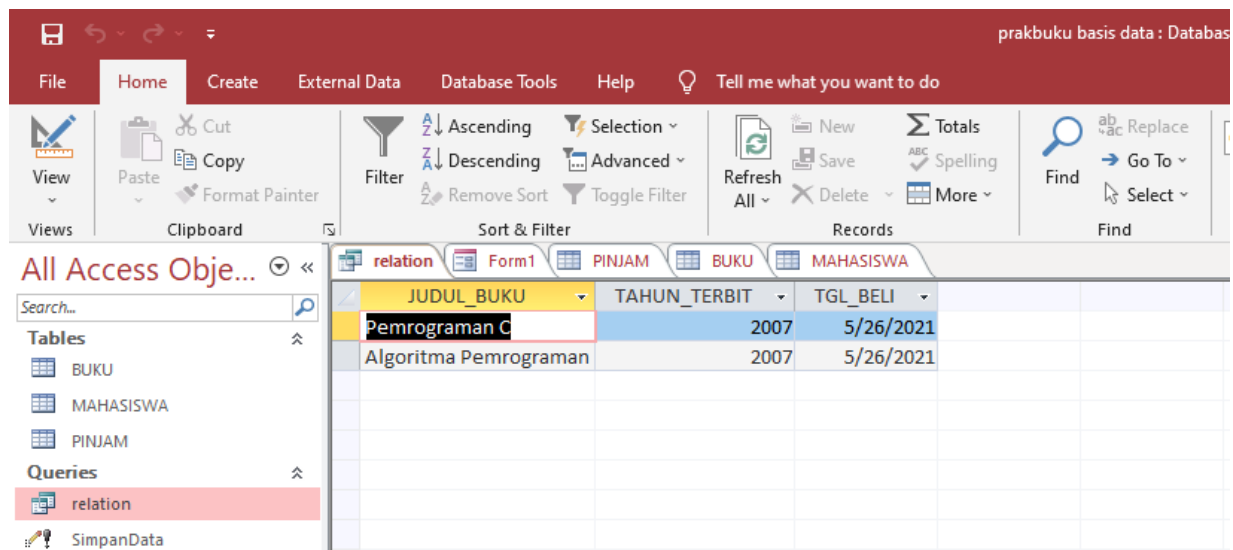 prakbuku basis data : Databas
File Home Create External Data Database Tools Help Tell me what you want to do
View
Paste
Cut
Copy
Format Painter
Filter
Ascending
Descending
Remove Sort
Selection
Advanced
Toggle Filter
Refresh
All
New
Save
Delete
Totals
Spelling
More
Find
Replace
Go To
Select
Views Clipboard Sort & Filter Records Find
All Access Obje...
Search...
Tables
BUKU
MAHASISWA
PINJAM
Queries
relation
SimpanData
relation Form1 PINJAM BUKU MAHASISWA
JUDUL_BUKU TAHUN_TERBIT TGL_BELI
Pemrograman C 2007 5/26/2021
Algoritma Pemrograman 2007 5/26/2021